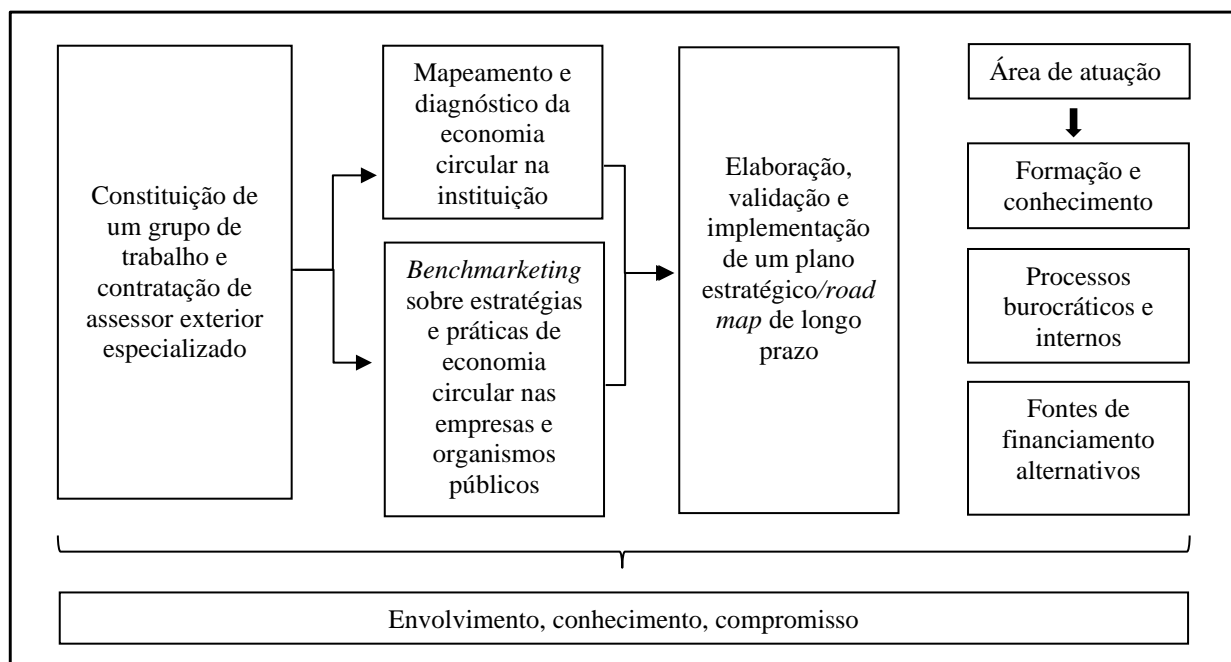 Constituição de
um grupo de
trabalho e
contratação de
assessor exterior
especializado
Mapeamento e
diagnóstico da
economia
circular na
instituição
Benchmarketing
sobre estratégias
e práticas de
economia
circular nas
empresas e
organismos
públicos
Elaboração,
validação e
implementação
de um plano
estratégico/road
map de longo
prazo
Área de atuação
Formação e
conhecimento
Processos
burocráticos e
internos
Fontes de
financiamento
alternativos
Envolvimento, conhecimento, compromisso